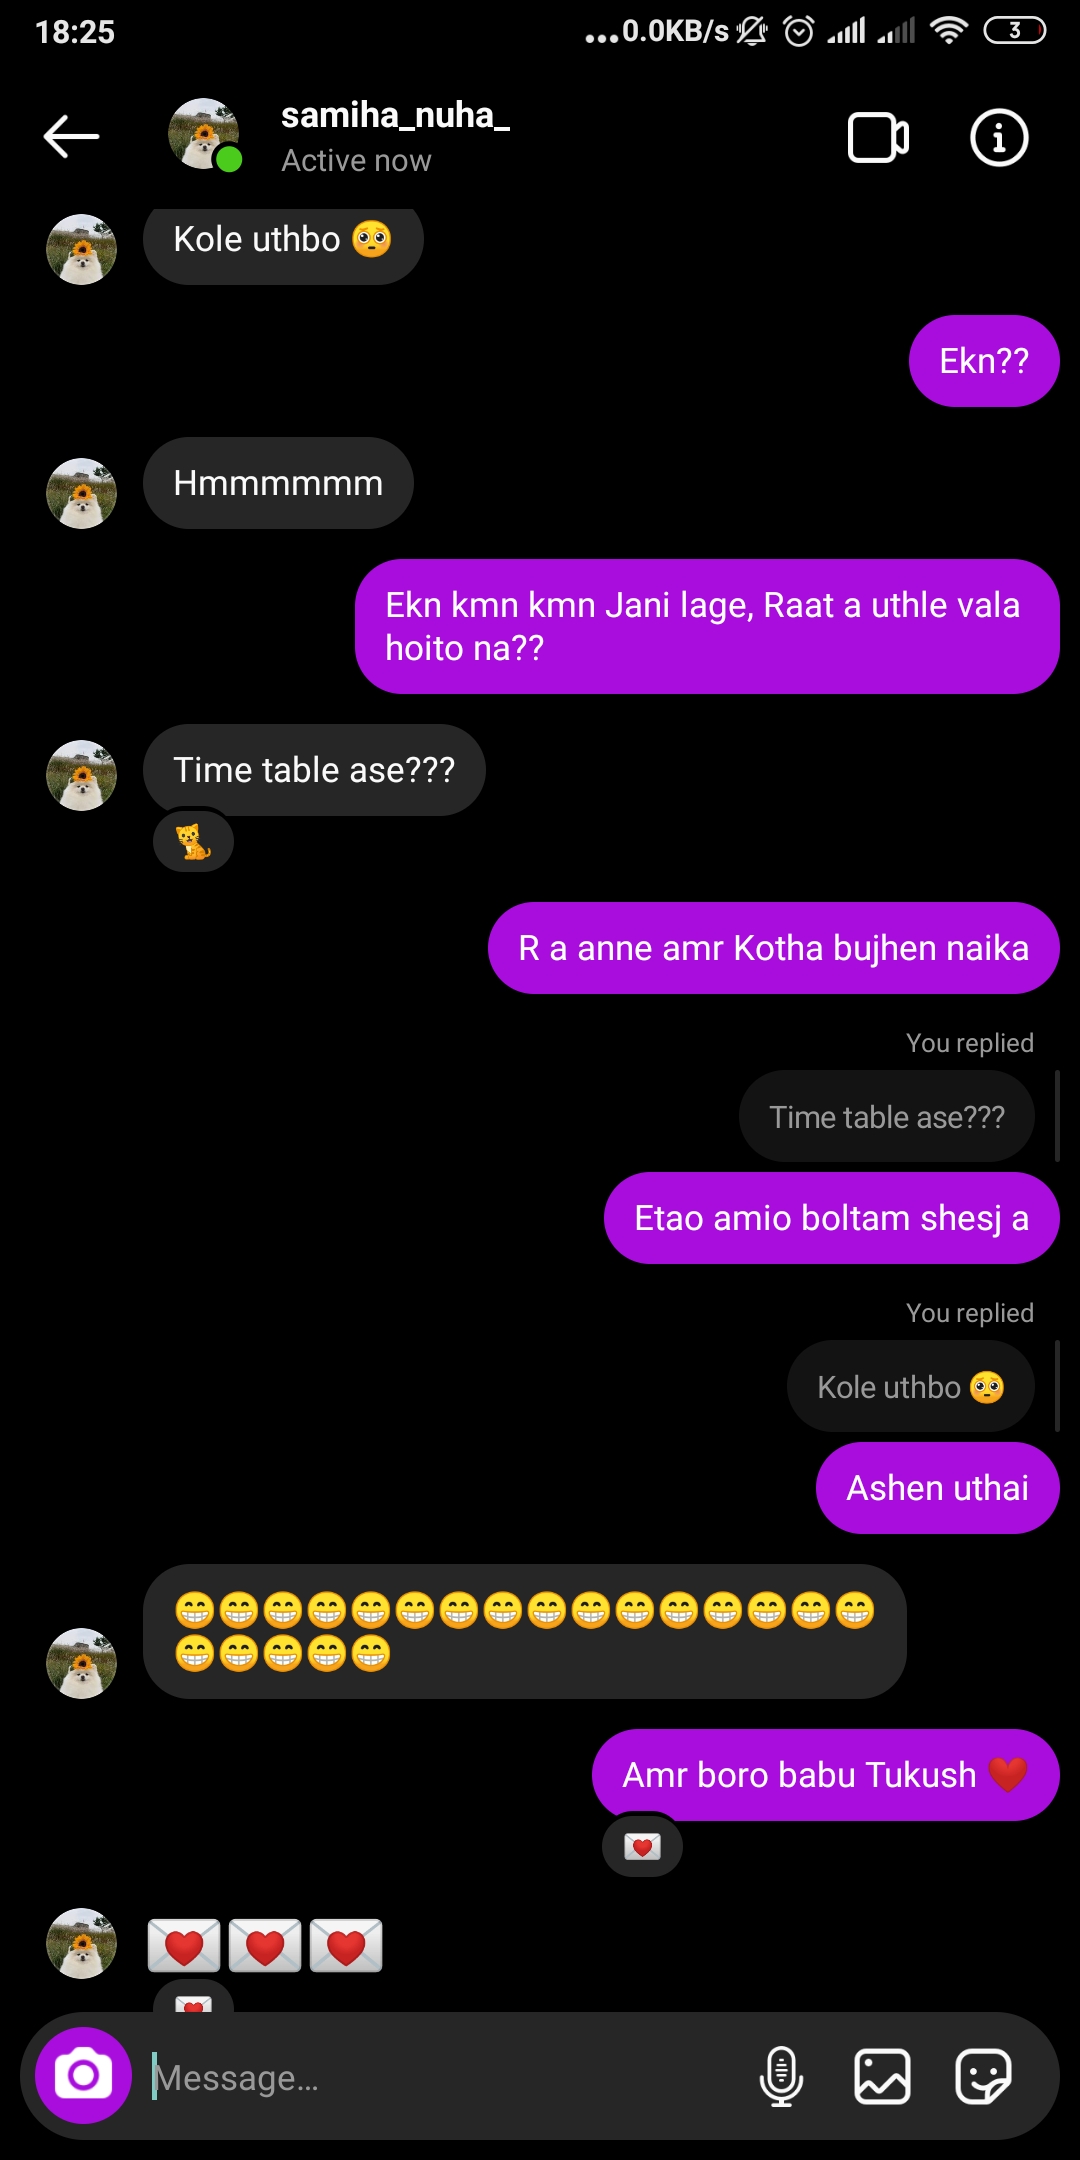 18:25
...0.0KB/s
3
samiha_nuha_
Active now
Kole uthbo 🥺
Ekn??
Hmmmmmm
Ekn kmn kmn Jani lage, Raat a uthle vala
hoito na??
Time table ase???
🐈
R a anne amr Kotha bujhen naika
You replied
Time table ase???
Etao amio boltam shesj a
You replied
Kole uthbo 🥺
Ashen uthai
😁😁😁😁😁😁😁😁😁😁😁😁😁😁😁😁
😁😁😁😁😁
Amr boro babu Tukush ❤️
💌
💌💌💌
💌
Message...